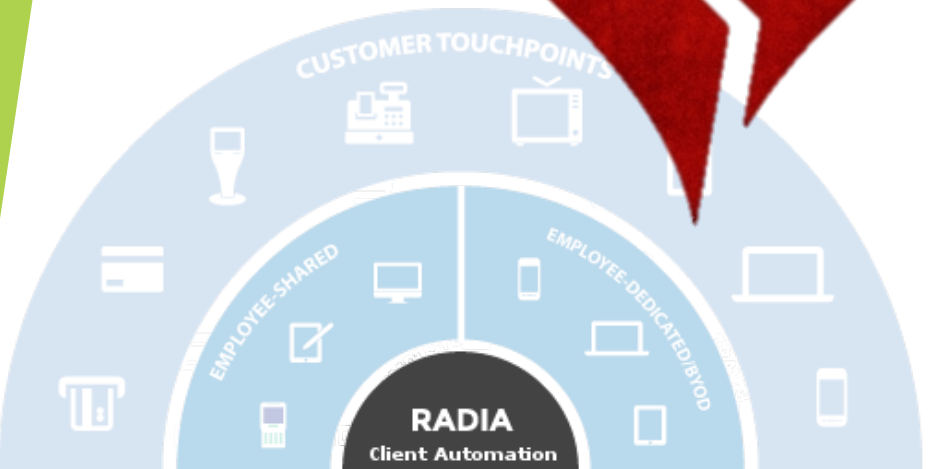 CUSTOMER TOUCHPOINTS
EMPLOYEE-SHARED
EMPLOYEE-DEDICATED/BYOD
RADIA
Client Automation